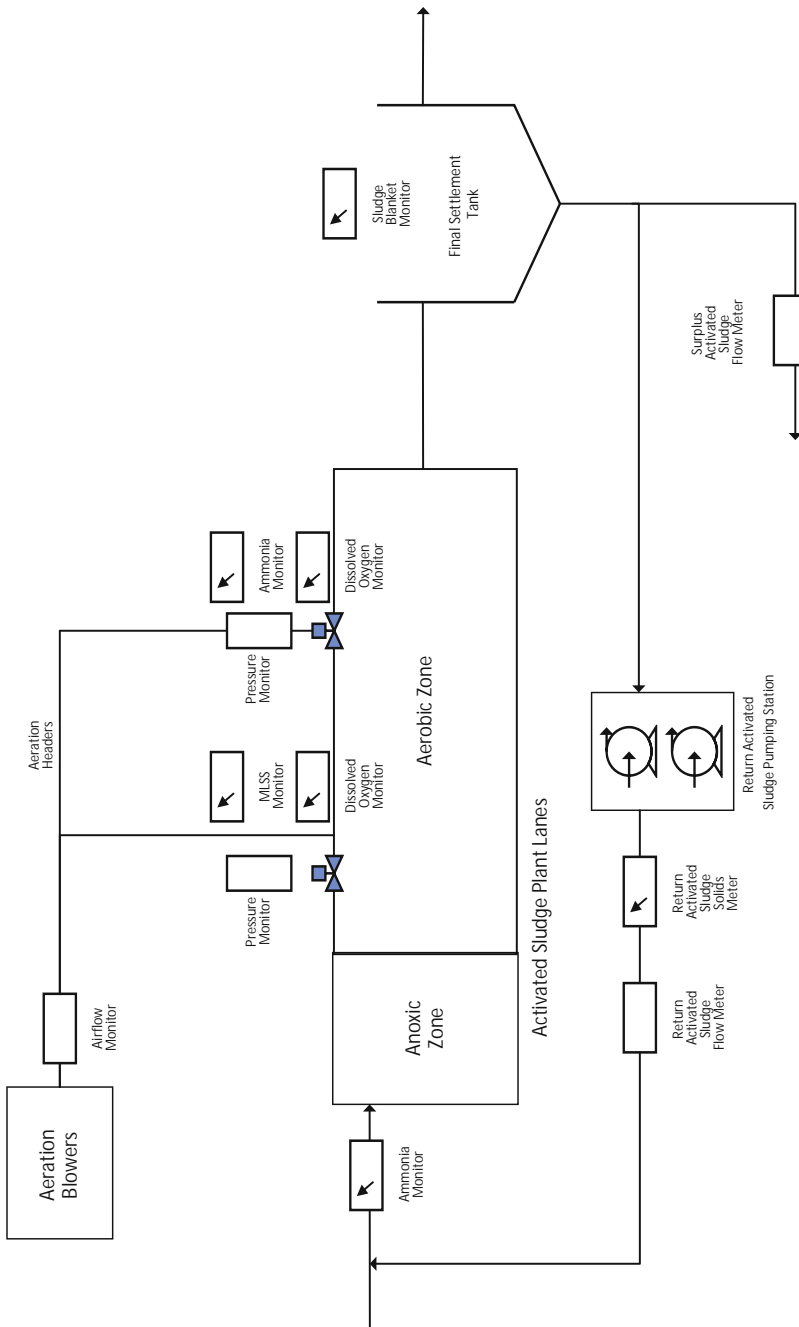 Aeration
Blowers
Airflow
Monitor
Aeration
Headers
Pressure
Monitor
MLSS
Monitor
Dissolved
Oxygen
Monitor
Pressure
Monitor
Ammonia
Monitor
Dissolved
Oxygen
Monitor
Sludge
Blanket
Monitor
Final Settlement
Tank
Ammonia
Monitor
Anoxic
Zone
Aerobic Zone
Activated Sludge Plant Lanes
Return
Activated
Sludge
Flow Meter
Return
Activated
Sludge
Solids
Meter
Return Activated
Sludge Pumping Station
Surplus
Activated
Sludge
Flow Meter